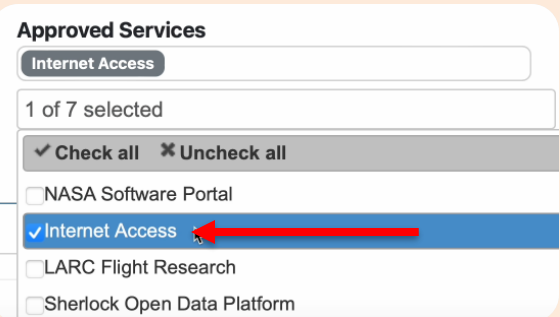 Approved Services
Internet Access
1 of 7 selected
Check all Uncheck all
NASA Software Portal
Internet Access
LARC Flight Research
Sherlock Open Data Platform